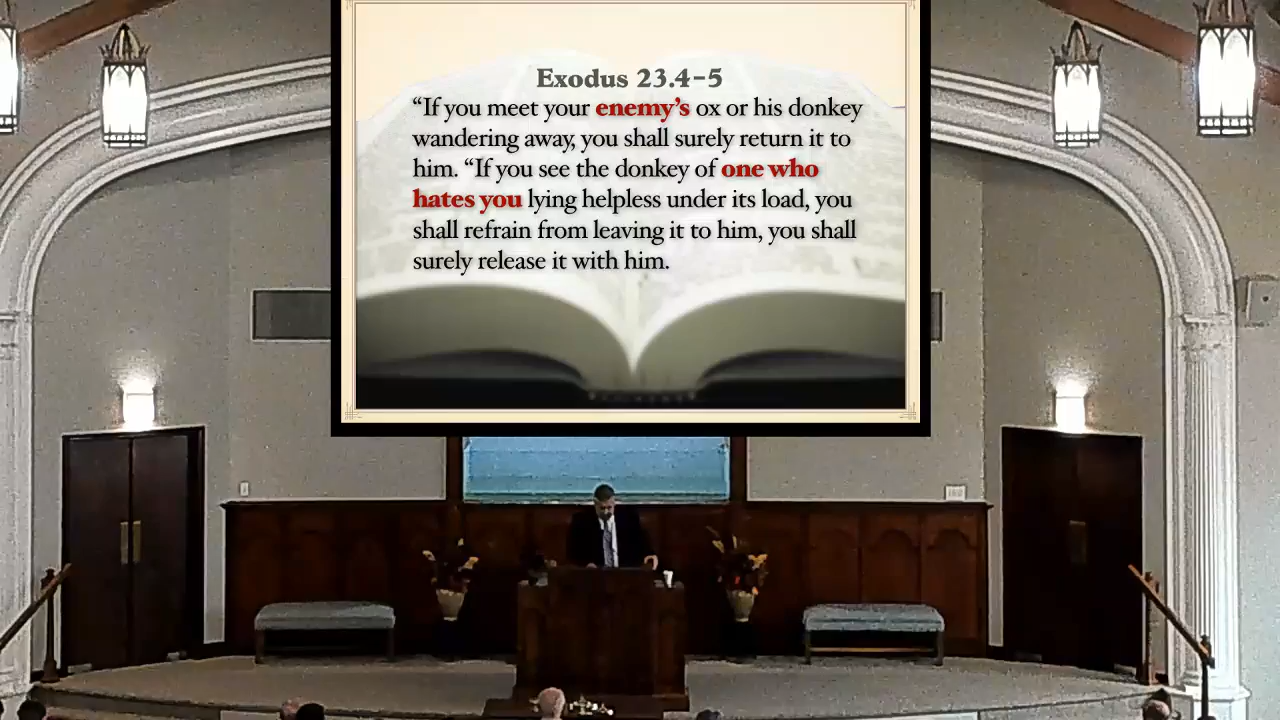 Exodus 23.4-5
“If you meet your enemy’s ox or his donkey
wandering away, you shall surely return it to
him. “If you see the donkey of one who
hates you lying helpless under its load, you
shall refrain from leaving it to him, you shall
surely release it with him.